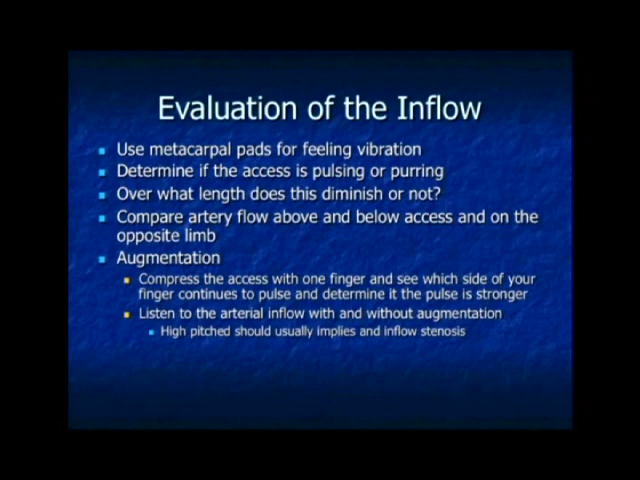 Evaluation of the Inflow
Use metacarpal pads for feeling vibration
Determine if the access is pulsing or purring
Over what length does this diminish or not?
Compare artery flow above and below access and on the
opposite limb
Augmentation
Compress the access with one finger and see which side of your
finger continues to pulse and determine it the pulse is stronger
Listen to the arterial inflow with and without augmentation
High pitched should usually implies and inflow stenosis